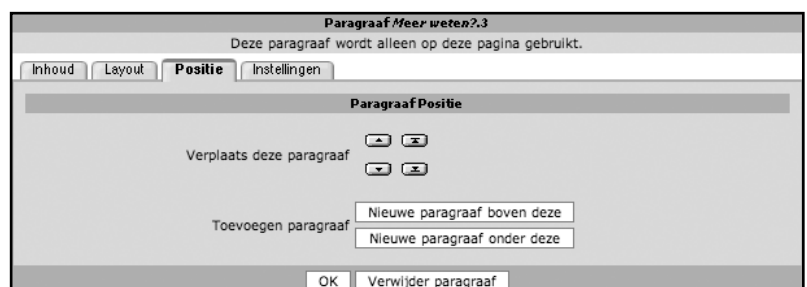 Paragraaf Meer weten?.3
Deze paragraaf wordt alleen op deze pagina gebruikt.
Inhoud Layout Positie Instellingen
Paragraaf Positie
Verplaats deze paragraaf
Toevoegen paragraaf
Nieuwe paragraaf boven deze
Nieuwe paragraaf onder deze
OK Verwijder paragraaf